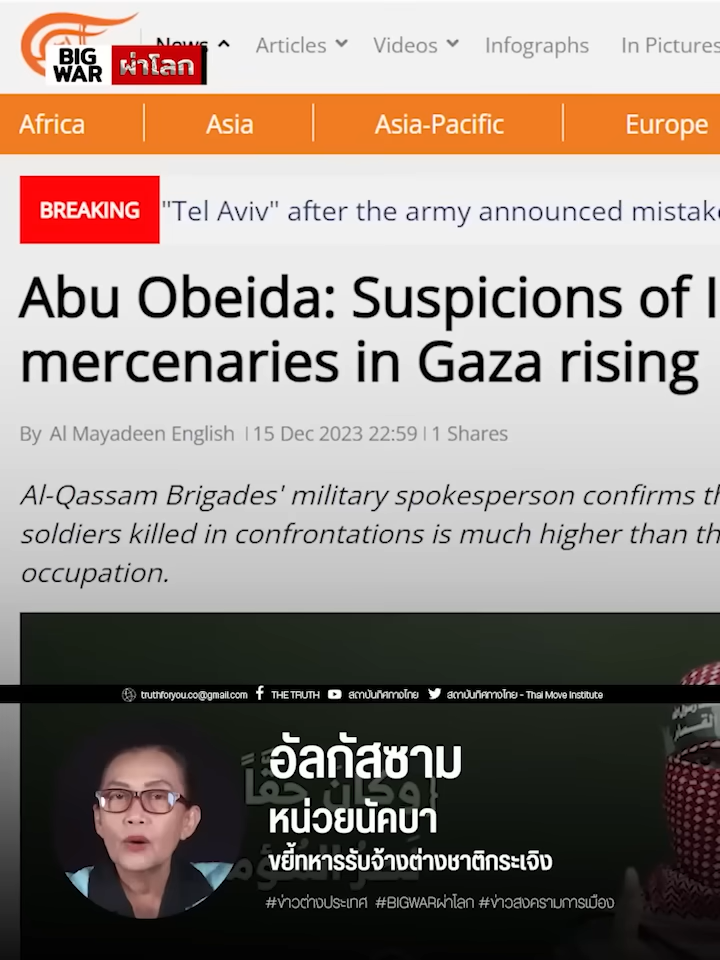 BIG
WAR
ผ่าโลก
News
Articles
Videos
Infographs
In Pictures
Africa
Asia
Asia-Pacific
Europe
BREAKING
"Tel Aviv" after the army announced mistak
Abu Obeida: Suspicions of I
mercenaries in Gaza rising
By Al Mayadeen English | 15 Dec 2023 22:59 | 1 Shares
Al-Qassam Brigades' military spokesperson confirms th
soldiers killed in confrontations is much higher than th
occupation.
truthforyou.co@gmail.com
THE TRUTH
สถาบันทิศทางไทย
สถาบันทิศทางไทย - Thai Move Institute
อัลกัสซาม
หน่วยนัคบา
ขยี้ทหารรับจ้างต่างชาติกระเจิง
#ข่าวต่างประเทศ #BIGWARผ่าโลก #ข่าวสงครามการเมือง